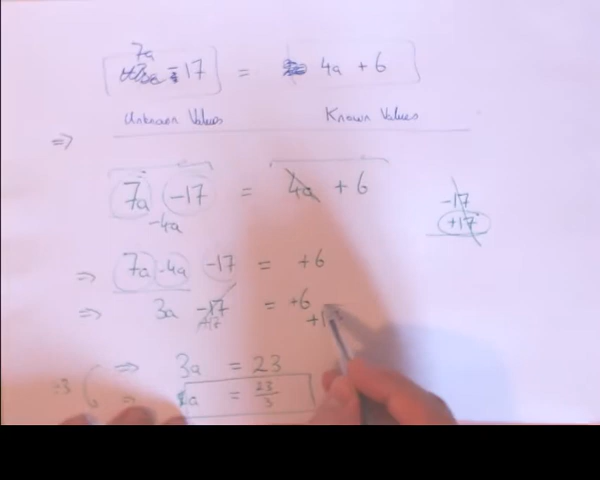 7a
-17 = 4a +6
Unknown Values Known Values
⇒
7a -17 = 4a + 6
-4a
-17
+17
⇒ 7a -4a -17 = +6
⇒ 3a -17 = +6
+17
⇒ 3a = 23
÷3 ⇒ a = 23/3